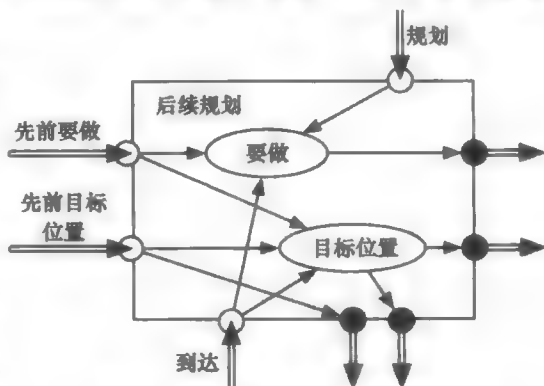 规划
后续规划
先前要做
要做
先前目标
位置
目标位置
到达